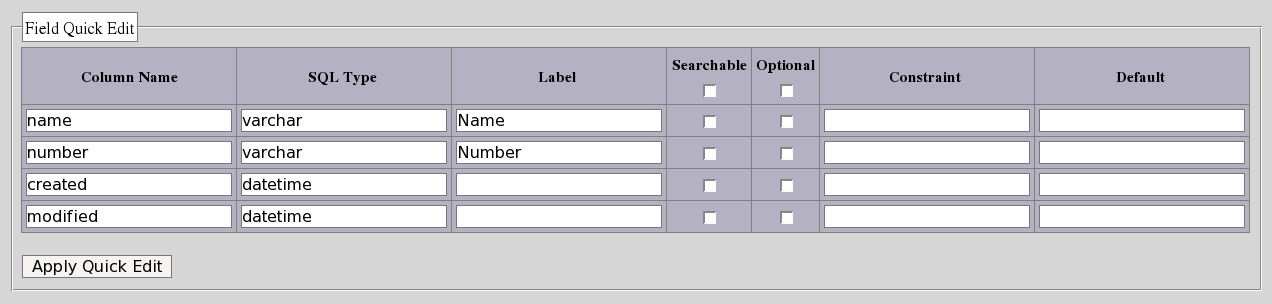 Field Quick Edit
Column Name SQL Type Label Searchable Optional Constraint Default
name varchar Name
number varchar Number
created datetime
modified datetime
Apply Quick Edit